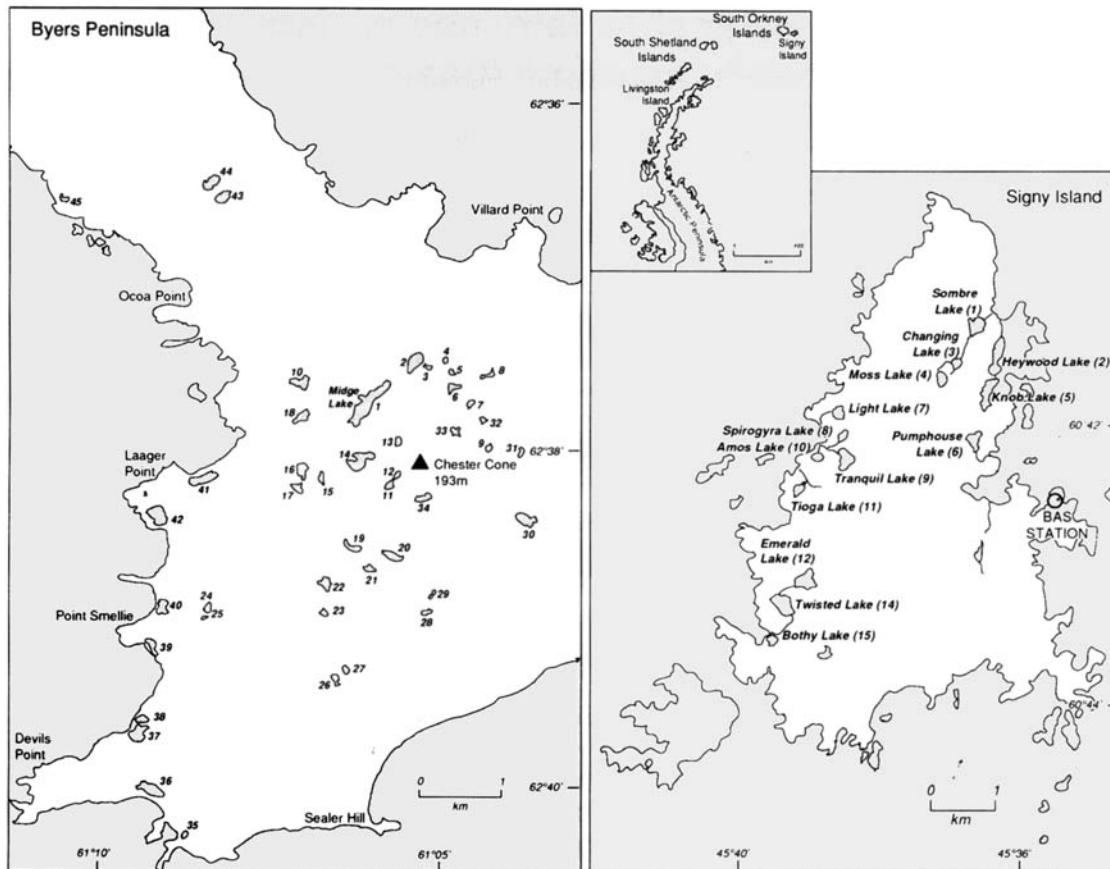 Byers Peninsula
62°36'
44
43
45
Villard Point
Ocoa Point
4
2
3
5
8
10
6
Midge
Lake
1
7
18
32
33
13
9
31
62°38'
14
Chester Cone
193m
Laager
Point
16
12
41
17
15
11
34
42
30
19
20
21
22
24
29
40
23
25
28
Point Smellie
39
27
26
38
37
Devils
Point
36
0 1
km
62°40'
Sealer Hill
35
61°10'
61°05'
South Orkney
Islands
Signy
Island
South Shetland
Islands
Livingston
Island
Antarctic Peninsula
km
Signy Island
Sombre
Lake (1)
Changing
Lake (3)
Heywood Lake (2)
Moss Lake (4)
Knob Lake (5)
Light Lake (7)
60°42'
Spirogyra Lake (8)
Pumphouse
Lake (6)
Amos Lake (10)
Tranquil Lake (9)
Tioga Lake (11)
BAS
STATION
Emerald
Lake (12)
Twisted Lake (14)
Bothy Lake (15)
60°44'
0 1
km
45°40'
45°36'